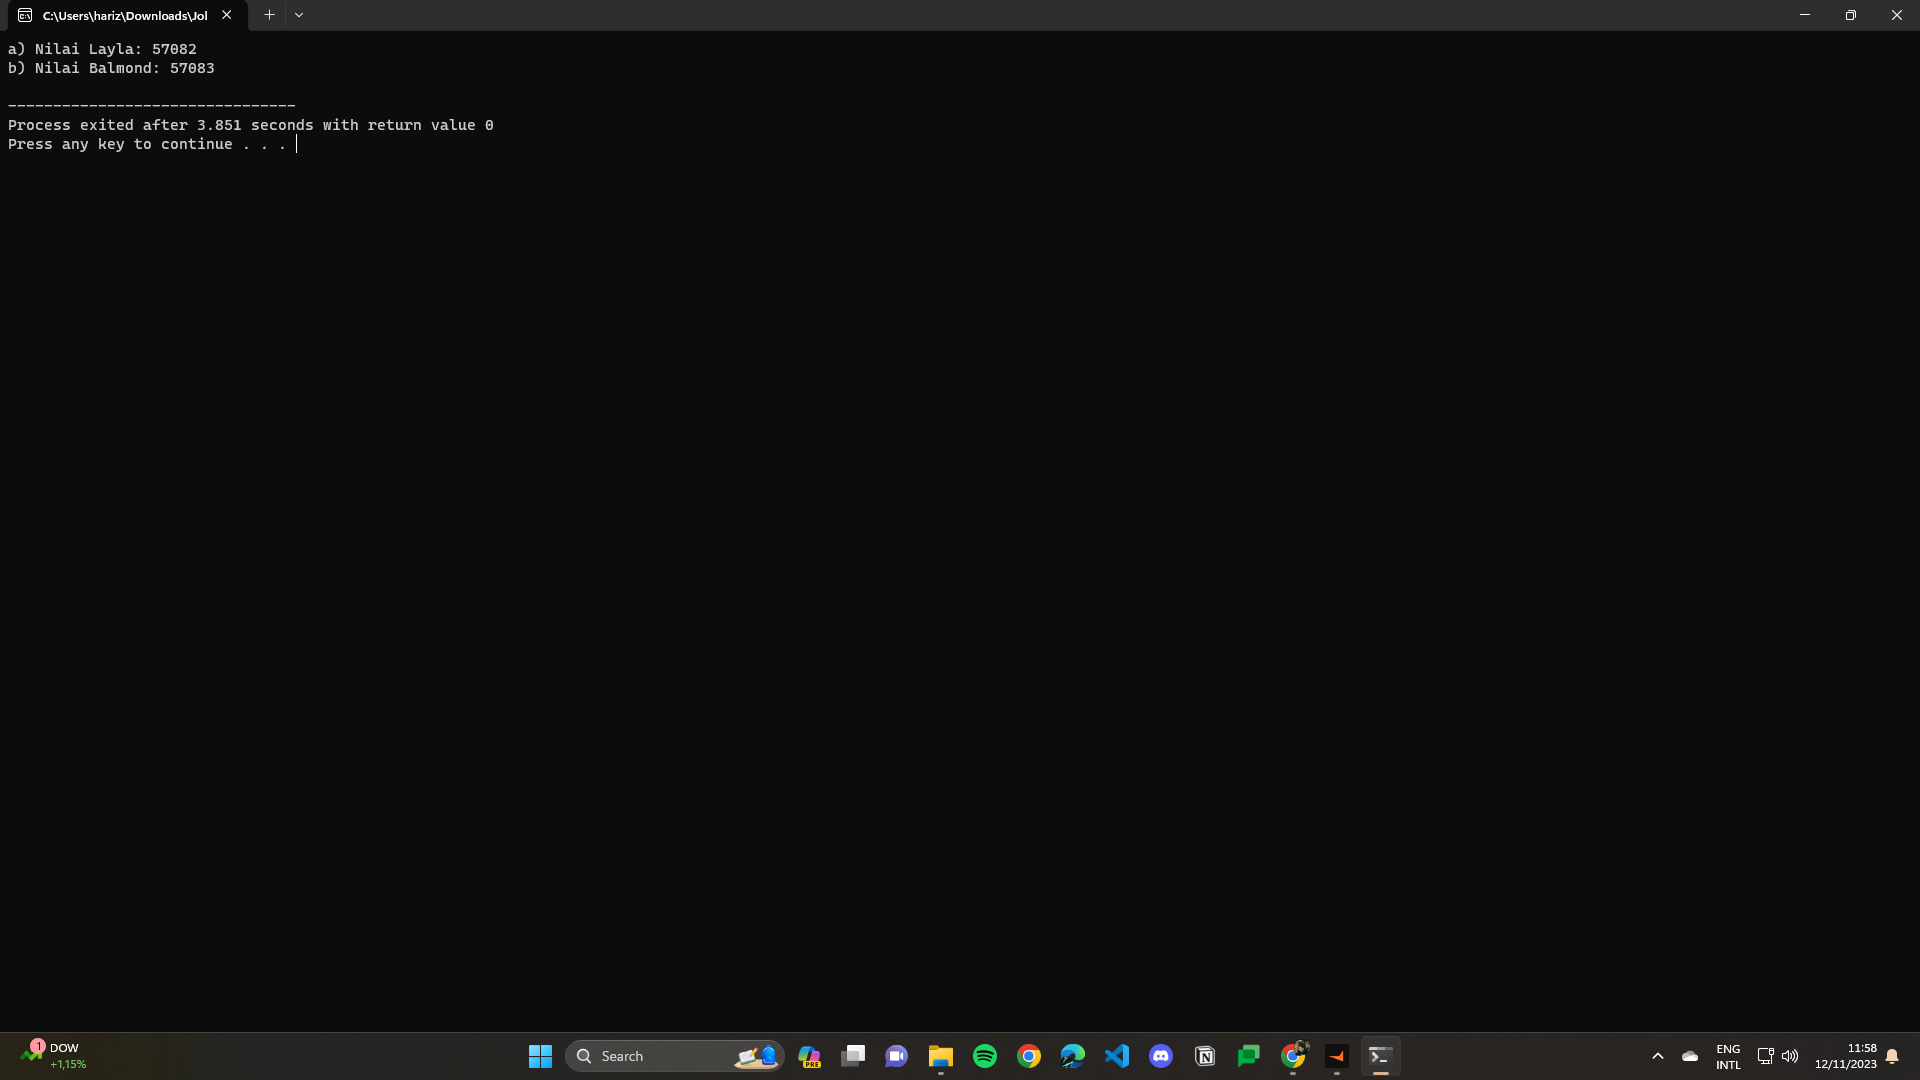 C:\Users\hariz\Downloads\Jol
a) Nilai Layla: 57082
b) Nilai Balmond: 57083
--------------------------------
Process exited after 3.851 seconds with return value 0
Press any key to continue . . .
1
DOW
+1,15%
Search
PRE
ENG
INTL
11:58
12/11/2023